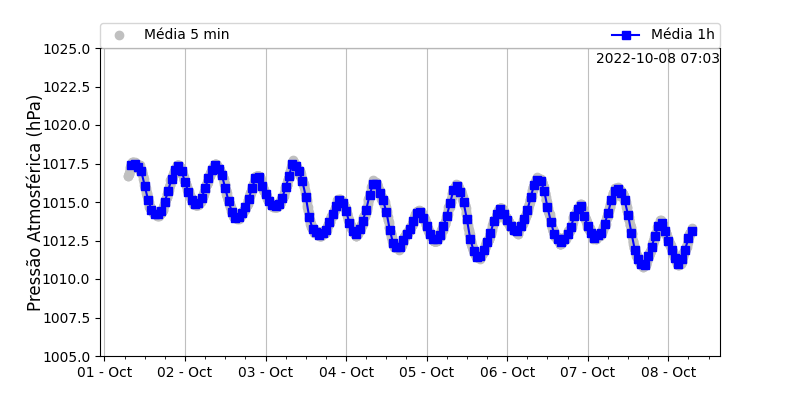 Média 5 min
Média 1h
2022-10-08 07:03
Pressão Atmosférica (hPa)
1025.0
1022.5
1020.0
1017.5
1015.0
1012.5
1010.0
1007.5
1005.0
01 - Oct
02 - Oct
03 - Oct
04 - Oct
05 - Oct
06 - Oct
07 - Oct
08 - Oct